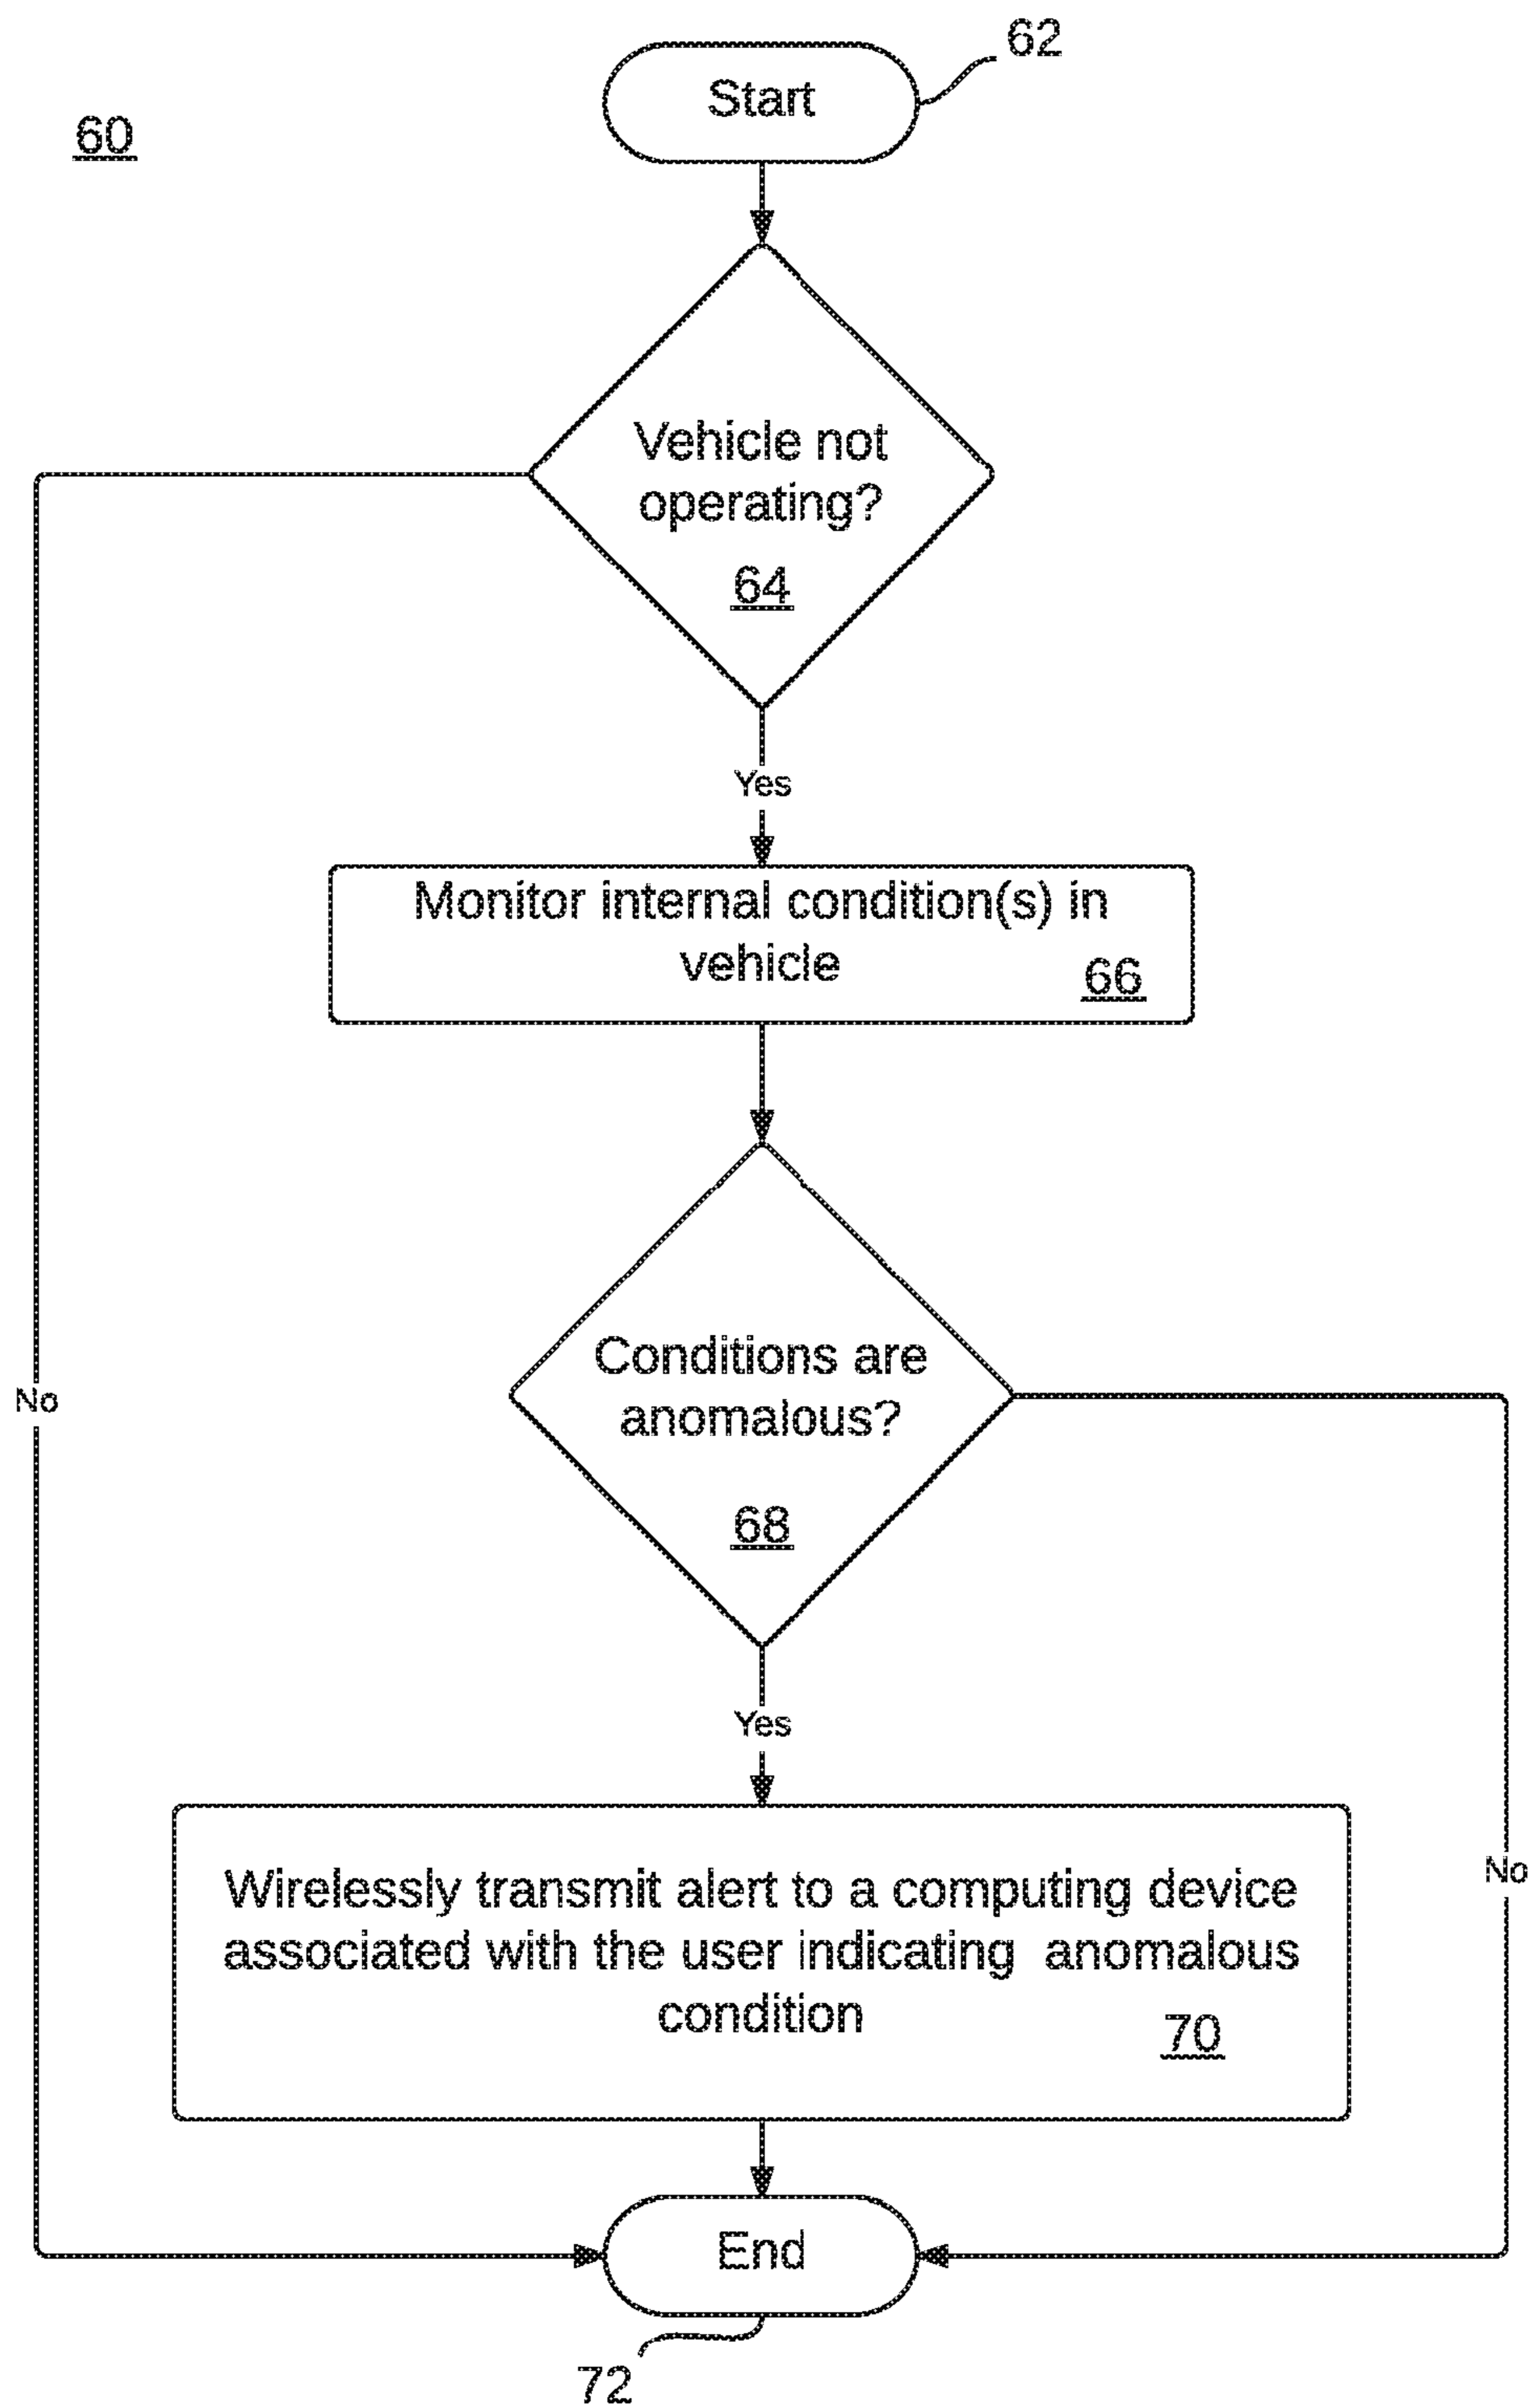 62
Start
60
Vehicle not
operating?
64
Yes
Monitor internal condition(s) in
vehicle
66
Conditions are
anomalous?
No
68
Yes
No
Wirelessly transmit alert to a computing device
associated with the user indicating anomalous
condition
70
End
72